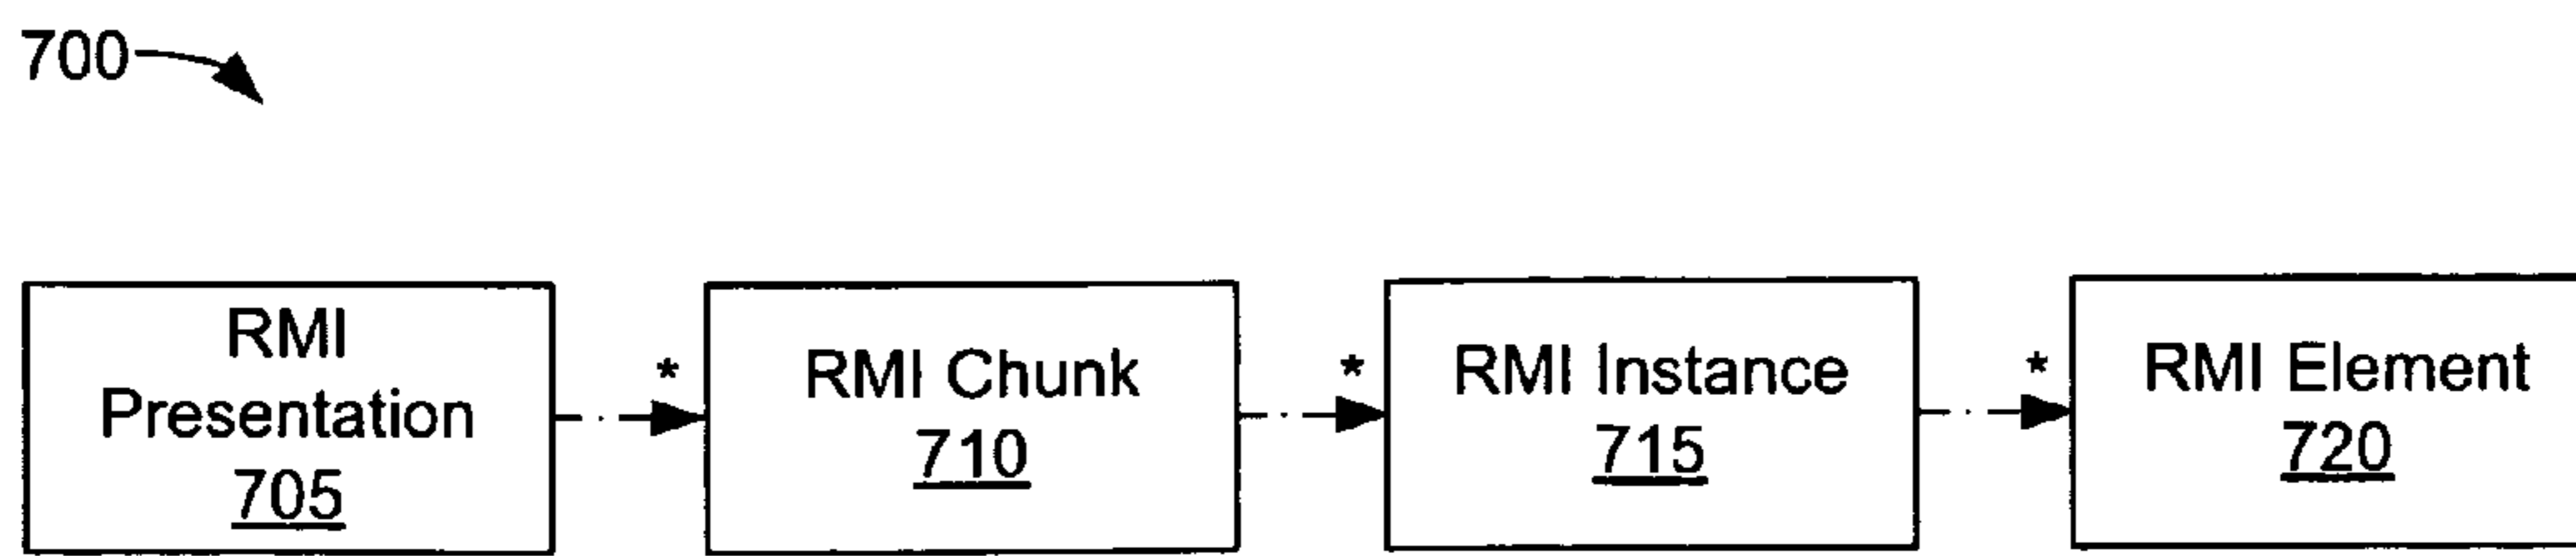 700
RMI
Presentation
705
*
RMI Chunk
710
*
RMI Instance
715
*
RMI Element
720